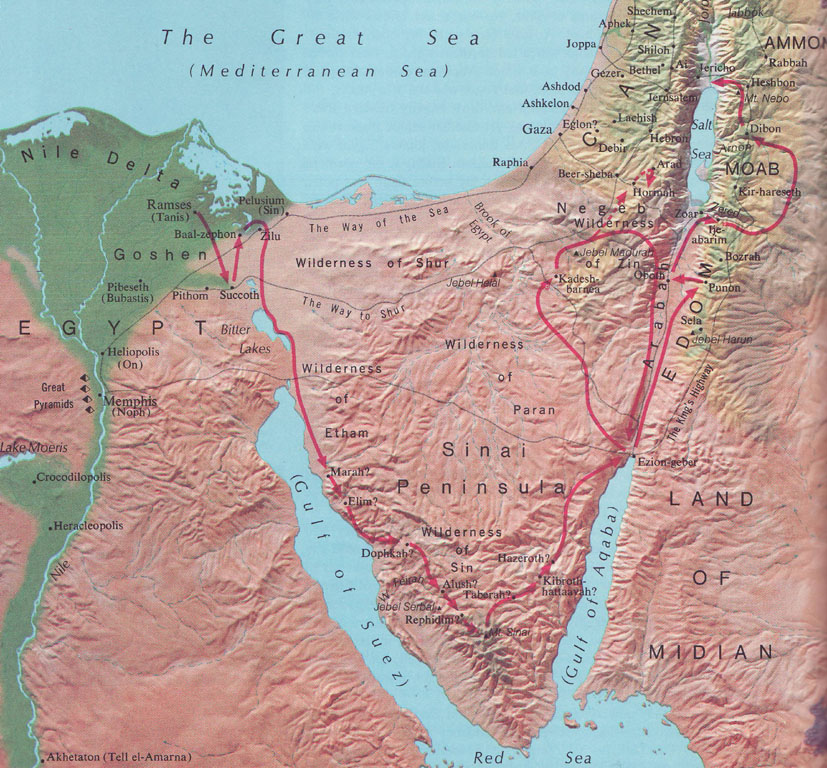 The Great Sea
(Mediterranean Sea)
Shechem
Aphek
Jabbok
Joppa
Shiloh
AMMON
Gezer
Bethel
Ai
Jericho
Rabbah
Heshbon
Ashdod
Jerusalem
Mt. Nebo
Ashkelon
Lachish
Salt
Sea
Dibon
Gaza
Eglon?
Hebron
Debir
Arnon
MOAB
Raphia
Arad
Beer-sheba
Hormah
Kir-hareseth
Nile Delta
Ramses
(Tanis)
Pelusium
(Sin)
Baal-zephon
Zilu
The Way of the Sea
Brook of
Egypt
Negeb
Wilderness
of Zin
Zoar
Zered
Ije-
abarim
Goshen
Wilderness of Shur
Jebel Madurah
Bozrah
Kadesh-
barnea
Oboth
Jebel Helal
Punon
Pibeseth
(Bubastis)
Pithom
Succoth
The Way to Shur
EGYPT
Bitter
Lakes
Sela
Jebel Harun
EDOM
Arabah
Heliopolis
(On)
Wilderness
of
Etham
Wilderness
of
Paran
The King's Highway
Great
Pyramids
Memphis
(Noph)
Lake Moeris
Sinai
Peninsula
Ezion-geber
Crocodilopolis
Marah?
Elim?
LAND
OF
MIDIAN
Heracleopolis
Wilderness
of
Sin
Dophkah?
Hazeroth?
Nile
(Gulf of Suez)
Feiran
Alush?
Taberah?
Kibroth-
hattaavah?
(Gulf of Aqaba)
Jebel Serbal
Rephidim?
Mt. Sinai
Akhetaton (Tell el-Amarna)
Red Sea